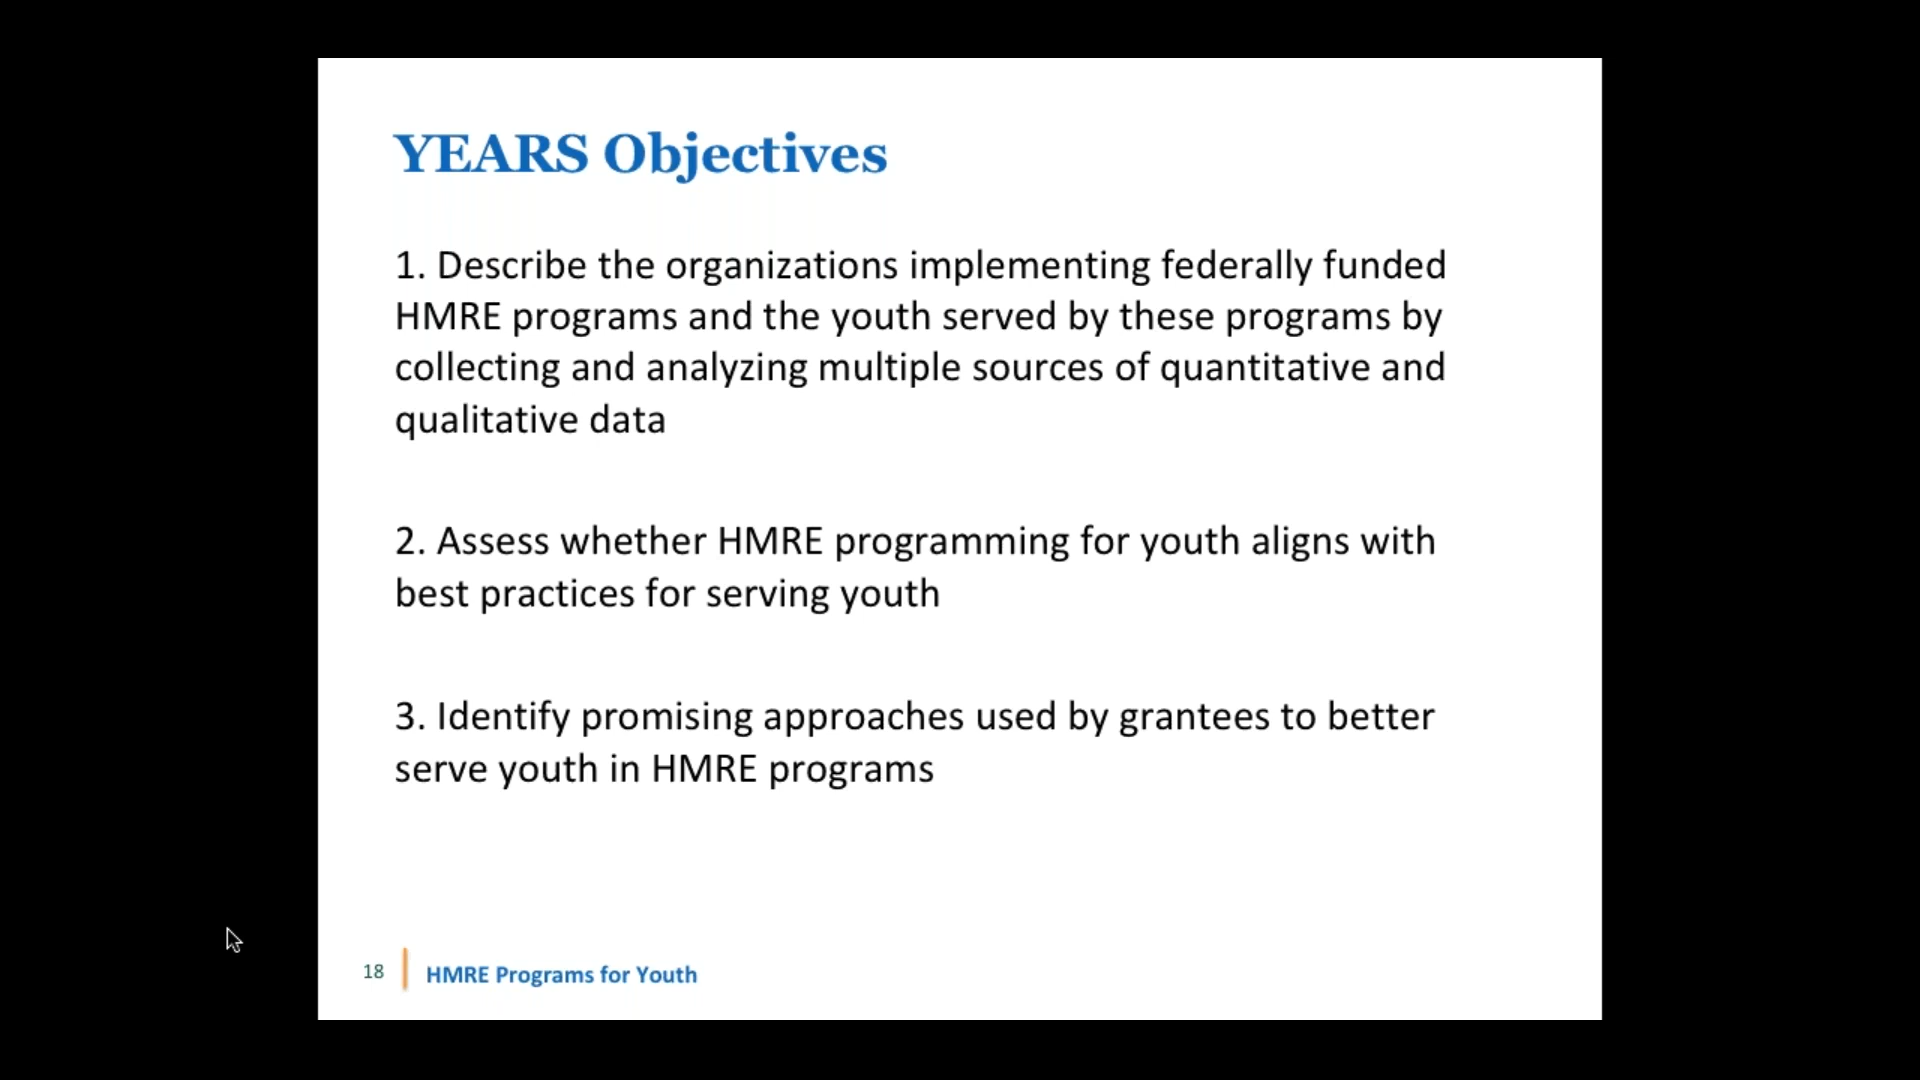 YEARS Objectives
1. Describe the organizations implementing federally funded
HMRE programs and the youth served by these programs by
collecting and analyzing multiple sources of quantitative and
qualitative data
2. Assess whether HMRE programming for youth aligns with
best practices for serving youth
3. Identify promising approaches used by grantees to better
serve youth in HMRE programs
18
HMRE Programs for Youth